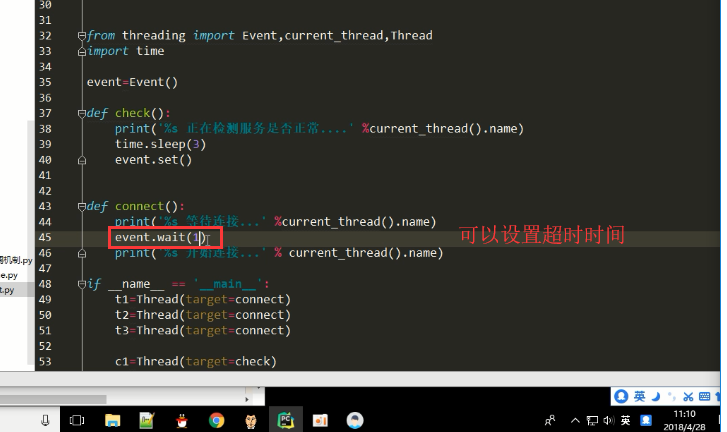 30
31
32 from threading import Event,current_thread,Thread
33 import time
34
35 event=Event()
36
37 def check():
38 print('%s 正在检测服务是否正常....' %current_thread().name)
39 time.sleep(3)
40 event.set()
41
42
43 def connect():
44 print('%s 等待连接...' %current_thread().name)
45 event.wait(1) 可以设置超时时间
46 print('%s 开始连接...' % current_thread().name)
调机制.py
47
e.py
48 if __name__ == '__main__':
t.py
49 t1=Thread(target=connect)
50 t2=Thread(target=connect)
51 t3=Thread(target=connect)
52
53 c1=Thread(target=check)
英
PC
英
11:10
2018/4/28